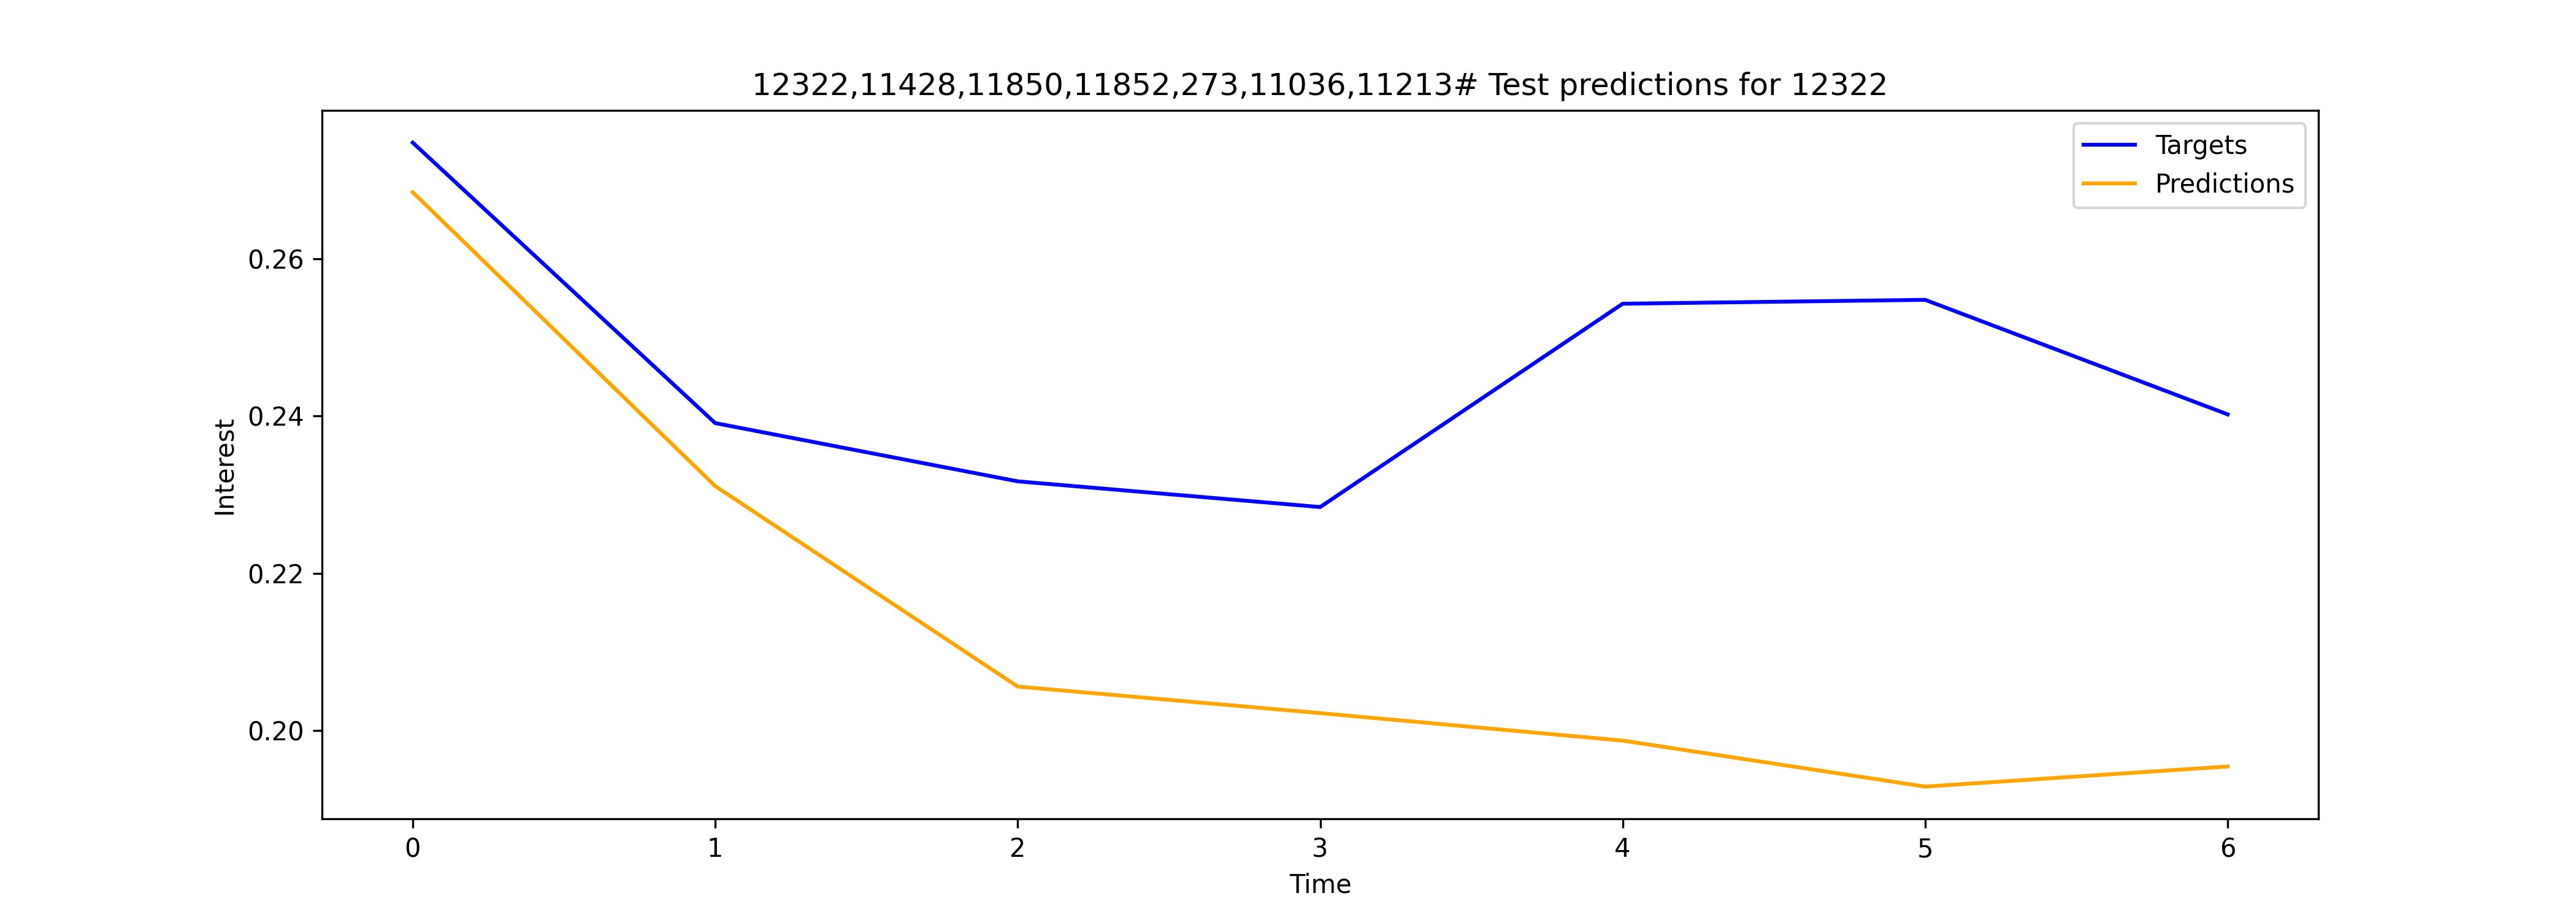 12322,11428,11850,11852,273,11036,11213# Test predictions for 12322
Targets
Predictions
Interest
0.26
0.24
0.22
0.20
0 1 2 3 4 5 6
Time